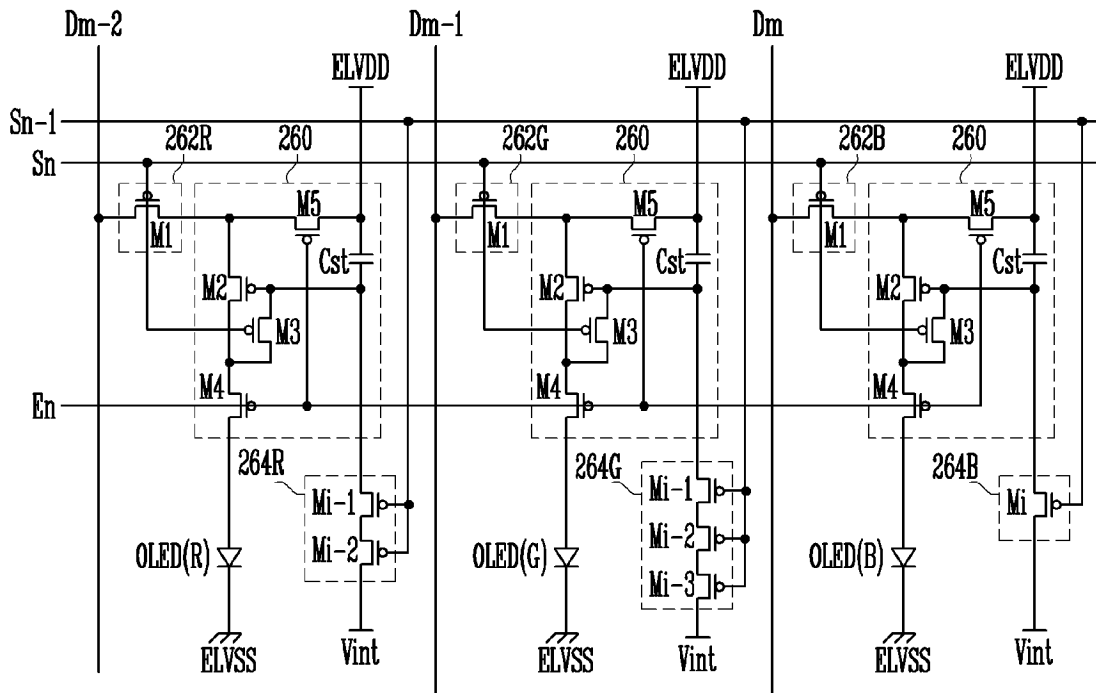 Dm-2 Dm-1 Dm
ELVDD ELVDD ELVDD
Sn-1
262R 260 262G 260 262B 260
Sn
M5 M5 M5
M1 M1 M1
Cst Cst Cst
M2 M2 M2
M3 M3 M3
M4 M4 M4
En
264R 264G 264B
Mi-1 Mi-1 Mi
Mi-2 Mi-2
OLED(R) OLED(G) OLED(B)
Mi-3
ELVSS Vint ELVSS Vint ELVSS Vint